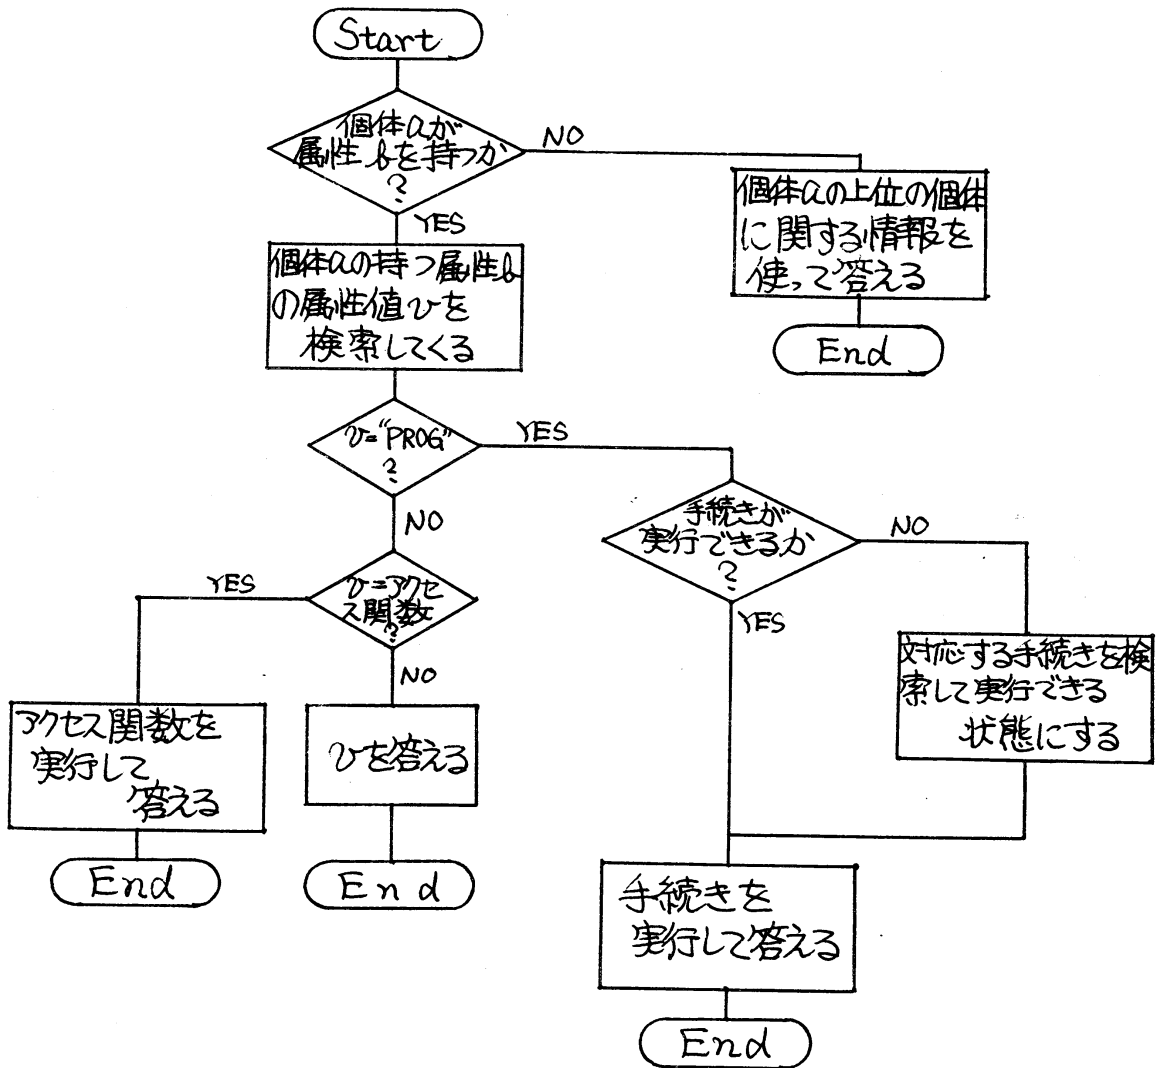 Start
個体aが
属性bを持つか
?
NO
YES
個体aの上位の個体
に関する情報を
使って答える
End
個体aの持つ属性b
の属性値vを
検索してくる
v="PROG"
?
YES
NO
手続きが
実行できるか
?
NO
YES
対応する手続きを検
索して実行できる
状態にする
v=アクセ
ス関数
?
YES
NO
アクセス関数を
実行して
答える
End
vを答える
End
手続きを
実行して答える
End